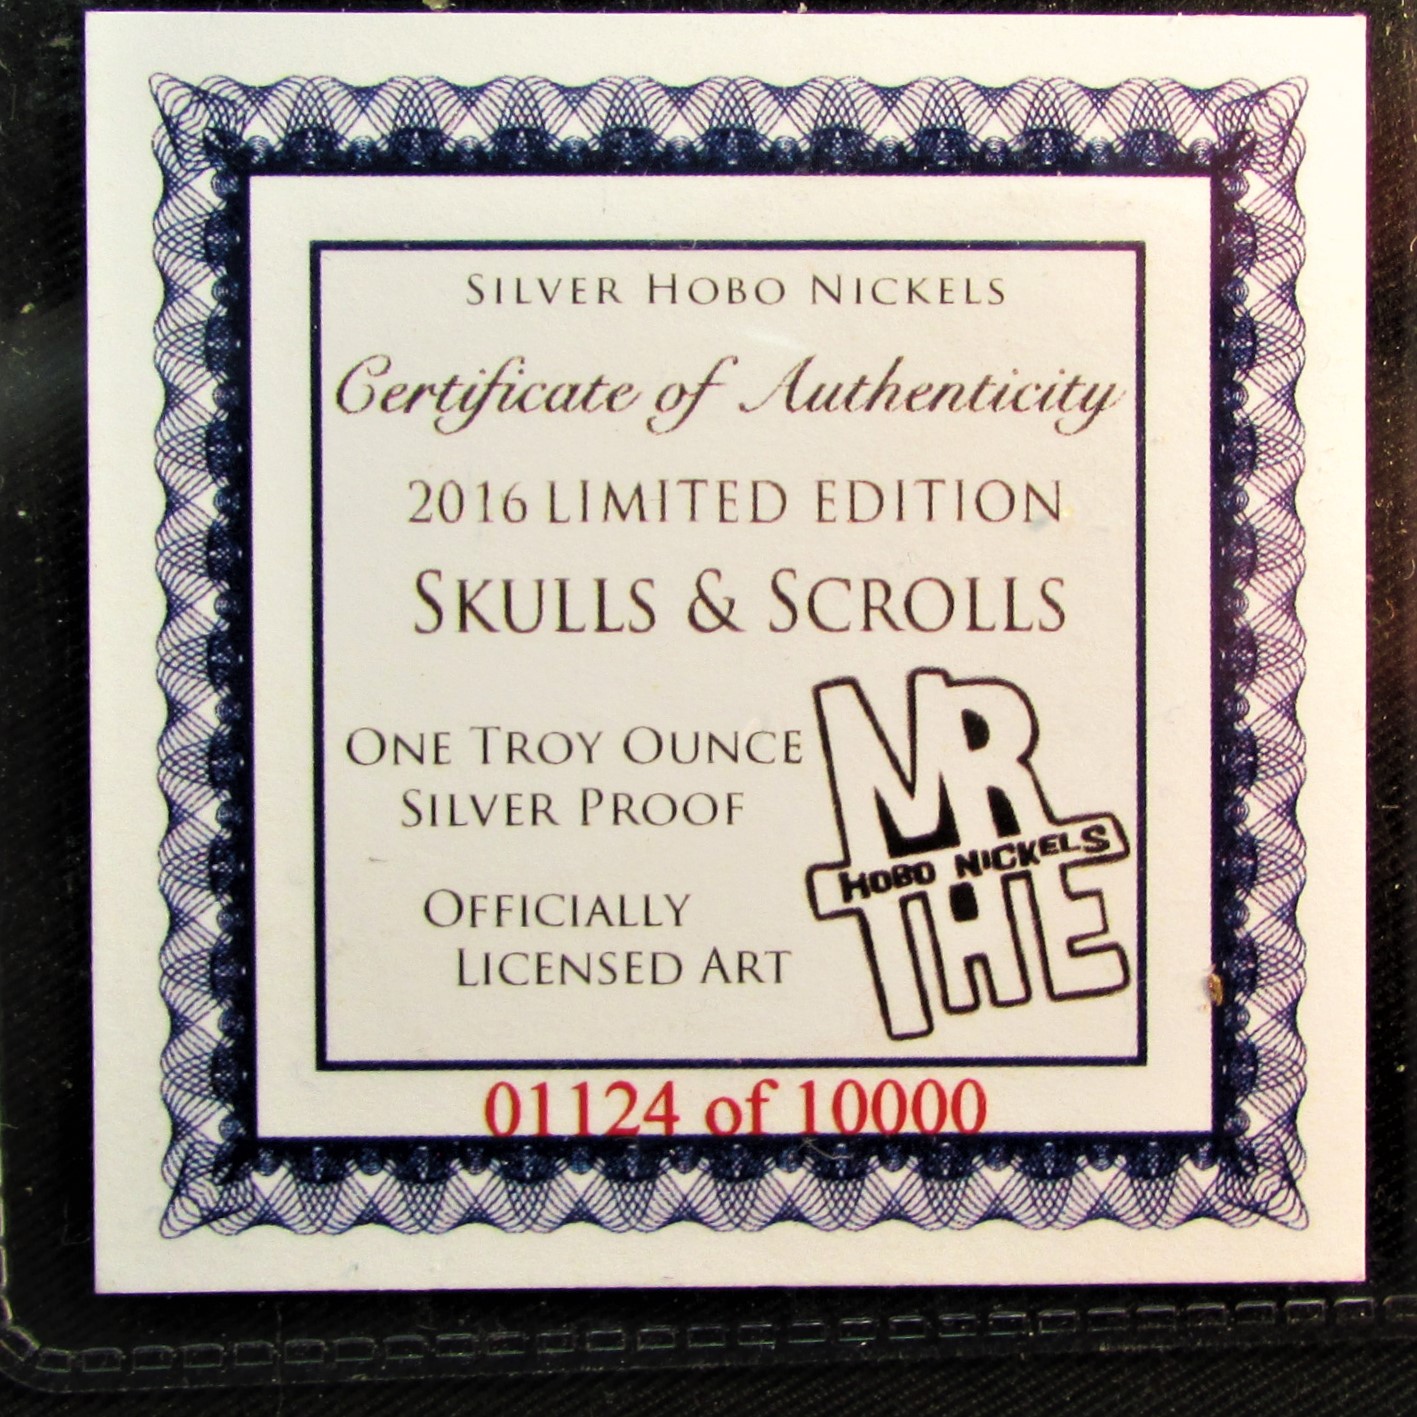 SILVER HOBO NICKELS
Certificate of Authenticity
2016 LIMITED EDITION
SKULLS & SCROLLS
ONE TROY OUNCE
SILVER PROOF
OFFICIALLY
LICENSED ART
MR
HOBO NICKELS
THE
01124 of 10000